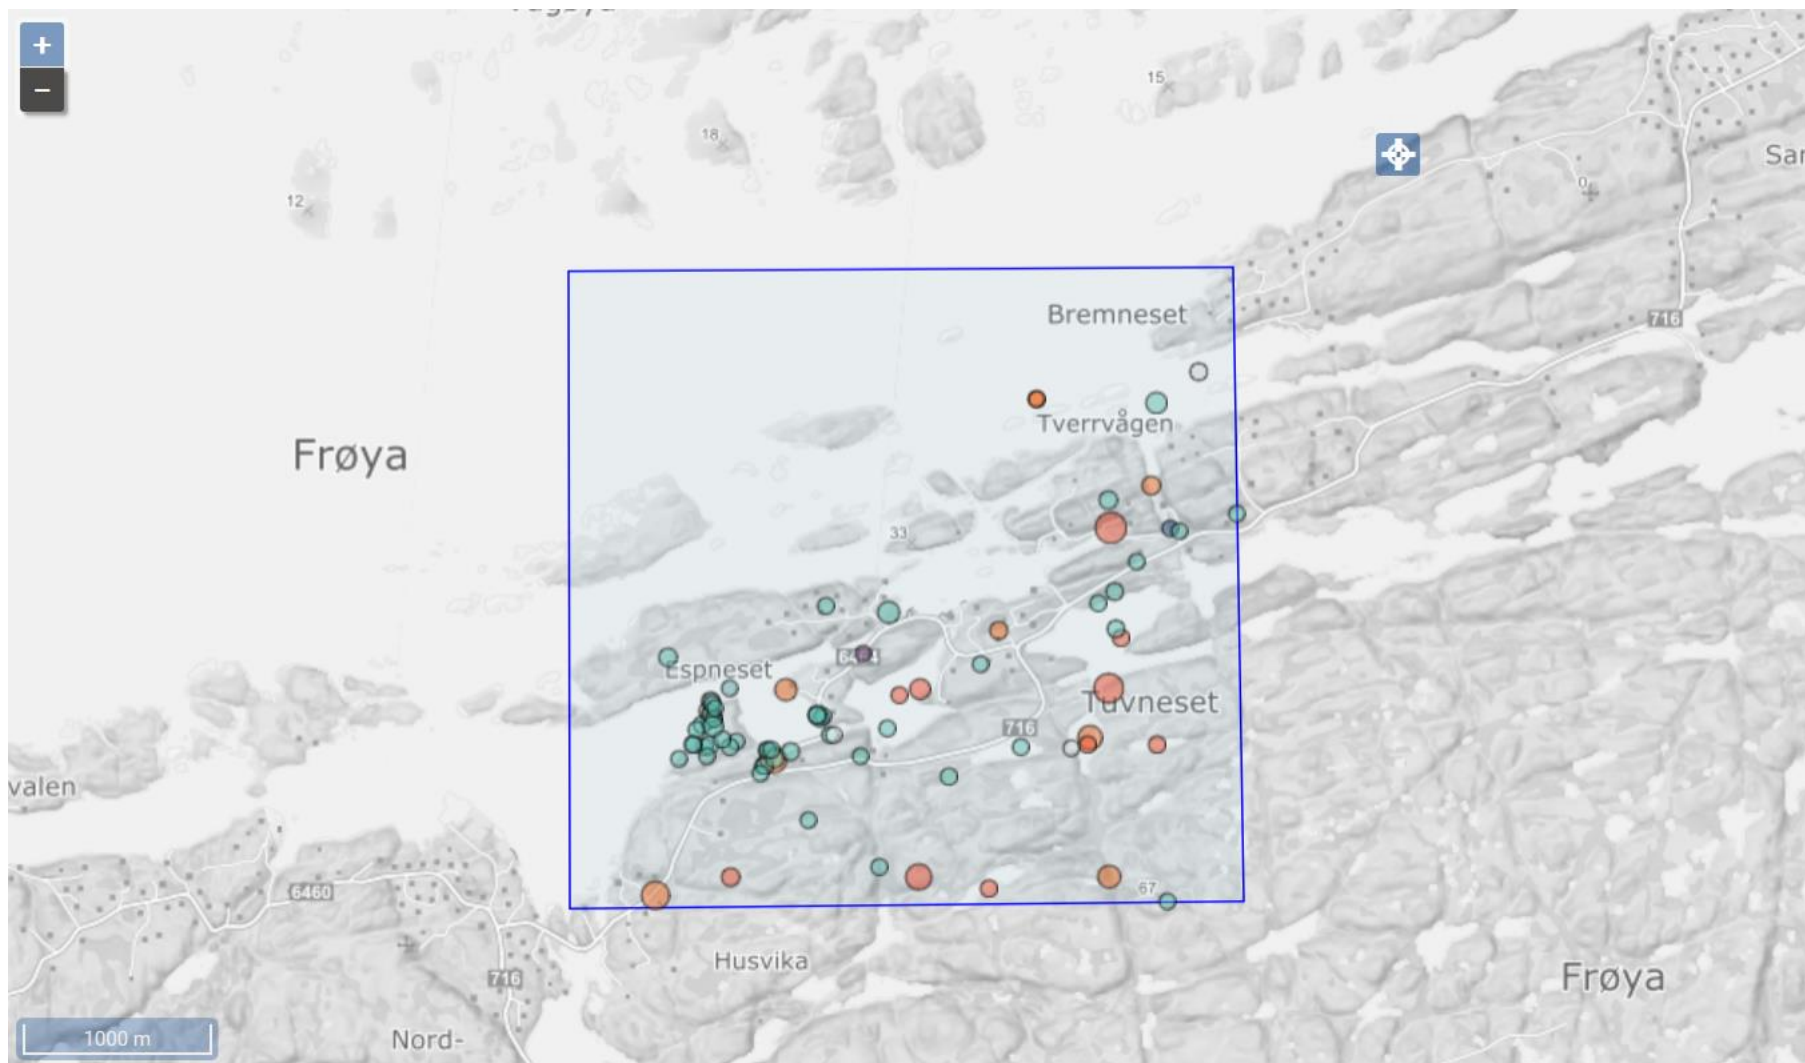 +
−
15
18
12
Bremneset
716
Tverrvågen
Frøya
33
Espneset
Tuvneset
716
valen
67
6460
Husvika
716
Frøya
1000 m
Nord-
0